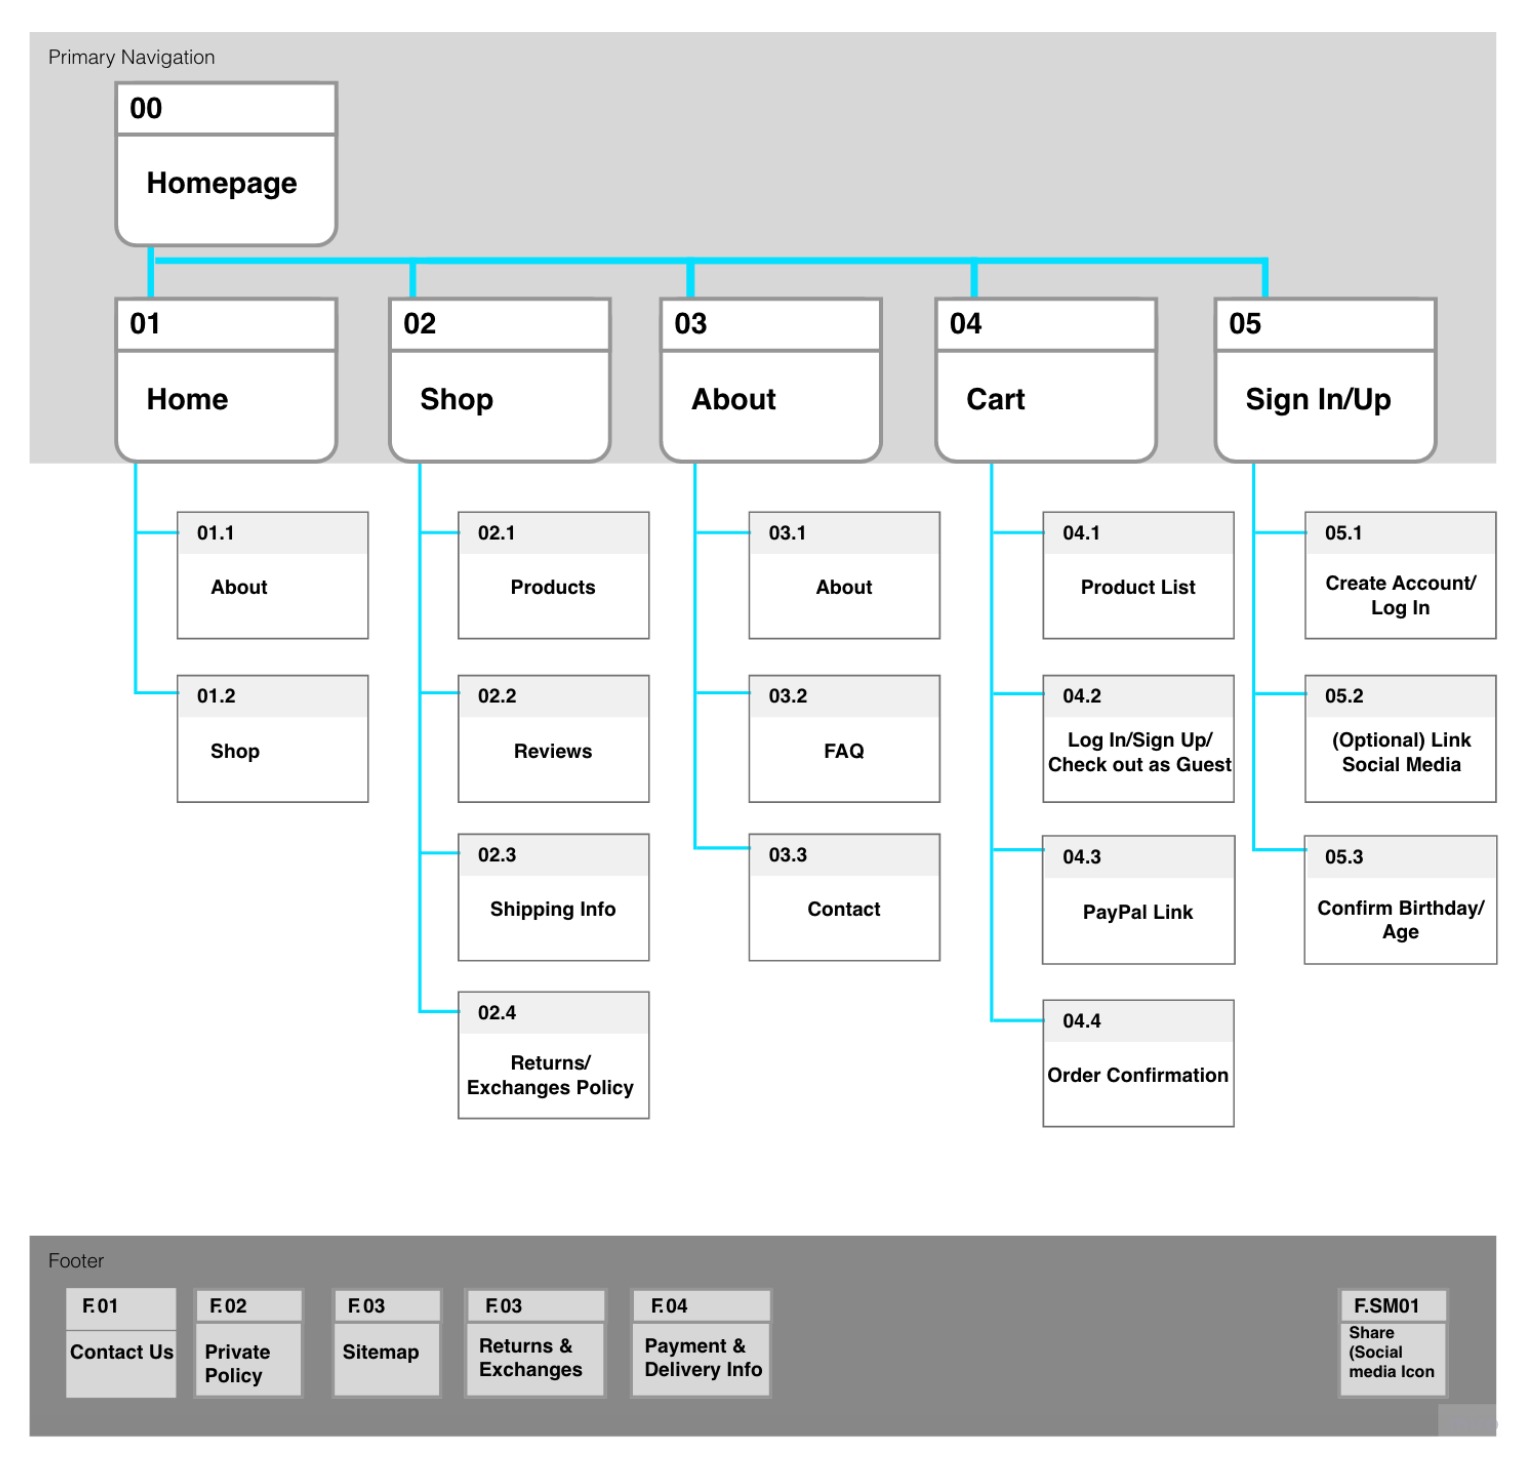 Primary Navigation
00
Homepage
01
Home
02
Shop
03
About
04
Cart
05
Sign In/Up
01.1
About
01.2
Shop
02.1
Products
02.2
Reviews
02.3
Shipping Info
02.4
Returns/
Exchanges Policy
03.1
About
03.2
FAQ
03.3
Contact
04.1
Product List
04.2
Log In/Sign Up/
Check out as Guest
04.3
PayPal Link
04.4
Order Confirmation
05.1
Create Account/
Log In
05.2
(Optional) Link
Social Media
05.3
Confirm Birthday/
Age
Footer
F.01
Contact Us
F.02
Private
Policy
F.03
Sitemap
F.03
Returns &
Exchanges
F.04
Payment &
Delivery Info
F.SM01
Share
(Social
media Icon